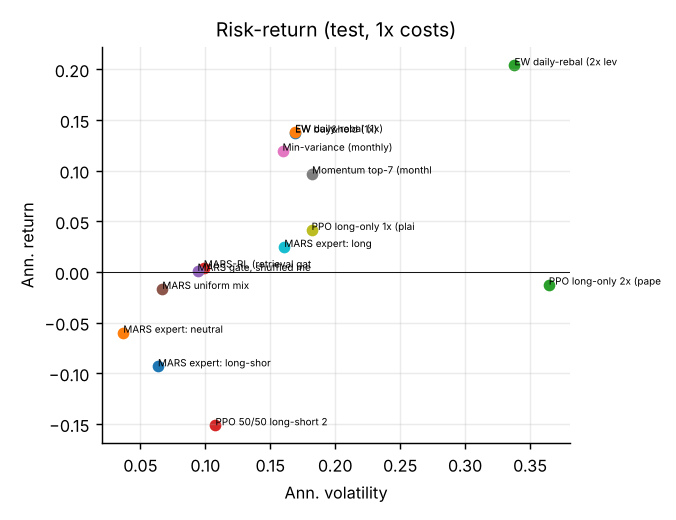 Risk-return (test, 1x costs)
EW daily-rebal (2x lev
0.20
0.15
Min-variance (monthly)
0.10
Momentum top-7 (monthl
0.05
PPO long-only 1x (plai
MARS expert: long
MARS-RL (retrieval gat
MARS gate, shuffled me
0.00
PPO long-only 2x (pape
MARS uniform mix
−0.05
MARS expert: neutral
MARS expert: long-shor
−0.10
PPO 50/50 long-short 2
−0.15
0.05 0.10 0.15 0.20 0.25 0.30 0.35
Ann. volatility
Ann. return